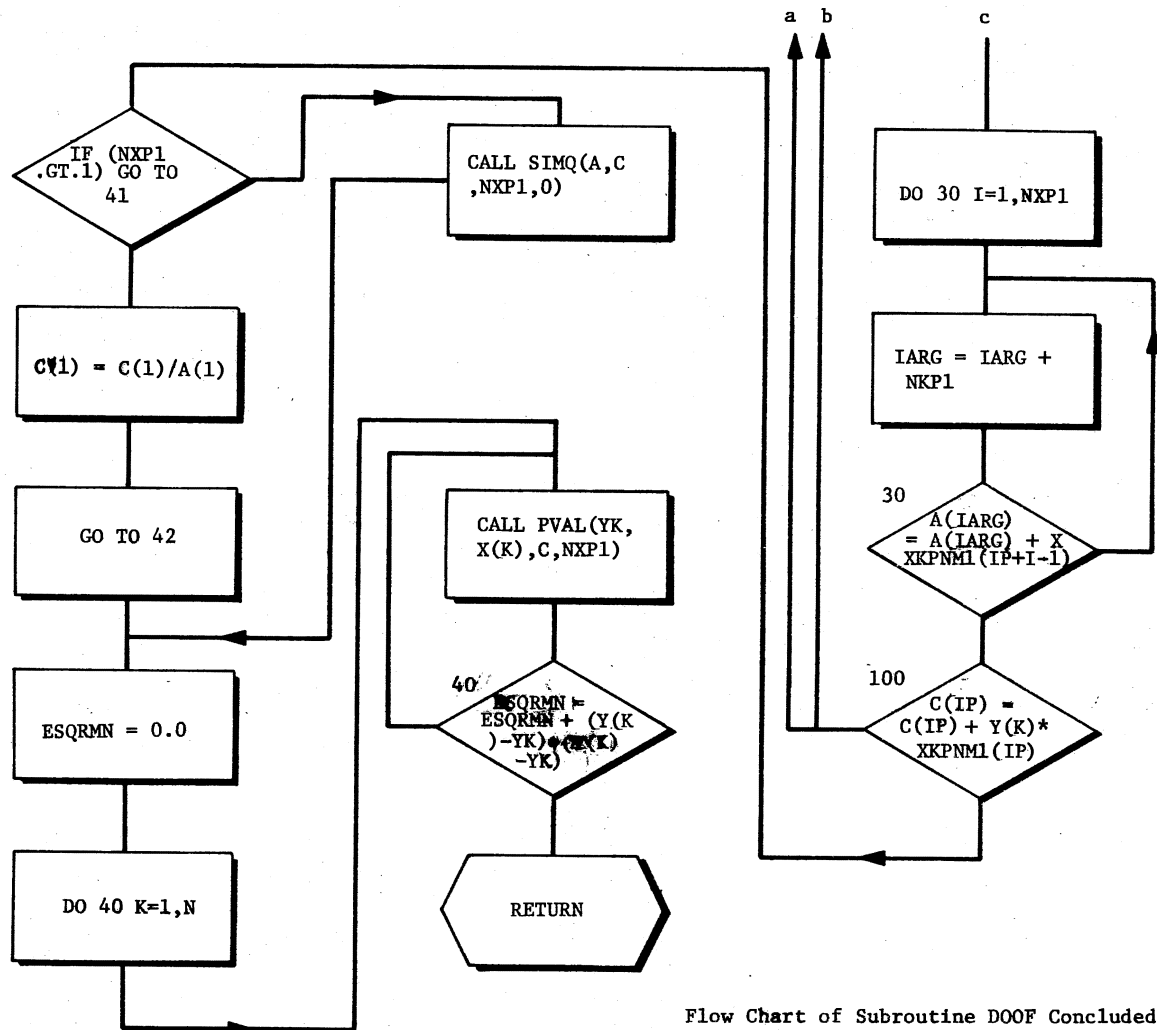 a b c
IF (NXP1
.GT.1) GO TO
41
CALL SIMQ(A,C
,NXP1,0)
DO 30 I=1,NXP1
C(1) = C(1)/A(1)
IARG = IARG +
NKP1
GO TO 42
CALL PVAL(YK,
X(K),C,NXP1)
30
A(IARG)
= A(IARG) + X
XKPNM1(IP+I-1)
ESQRMN = 0.0
40
ESQRMN =
ESQRMN + (Y(K
)-YK)*(Y(K)
-YK)
100
C(IP) =
C(IP) + Y(K)*
XKPNM1(IP)
DO 40 K=1,N
RETURN
Flow Chart of Subroutine DOOF Concluded